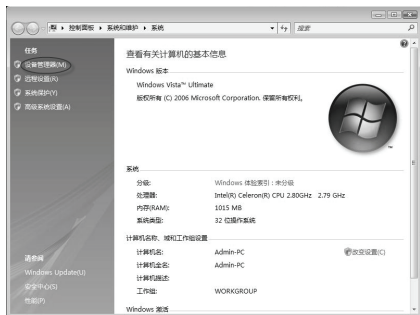 控制面板 ▸ 系统和维护 ▸ 系统
搜索
任务
设备管理器(M)
远程设置(R)
系统保护(Y)
高级系统设置(A)
查看有关计算机的基本信息
Windows 版本
Windows Vista™ Ultimate
版权所有 (C) 2006 Microsoft Corporation. 保留所有权利。
系统
分级: Windows 体验索引:未分级
处理器: Intel(R) Celeron(R) CPU 2.80GHz 2.79 GHz
内存(RAM): 1015 MB
系统类型: 32 位操作系统
计算机名称、域和工作组设置
计算机名: Admin-PC 改变设置(C)
计算机全名: Admin-PC
计算机描述:
工作组: WORKGROUP
Windows 激活
请参阅
Windows Update(U)
安全中心(S)
性能(P)